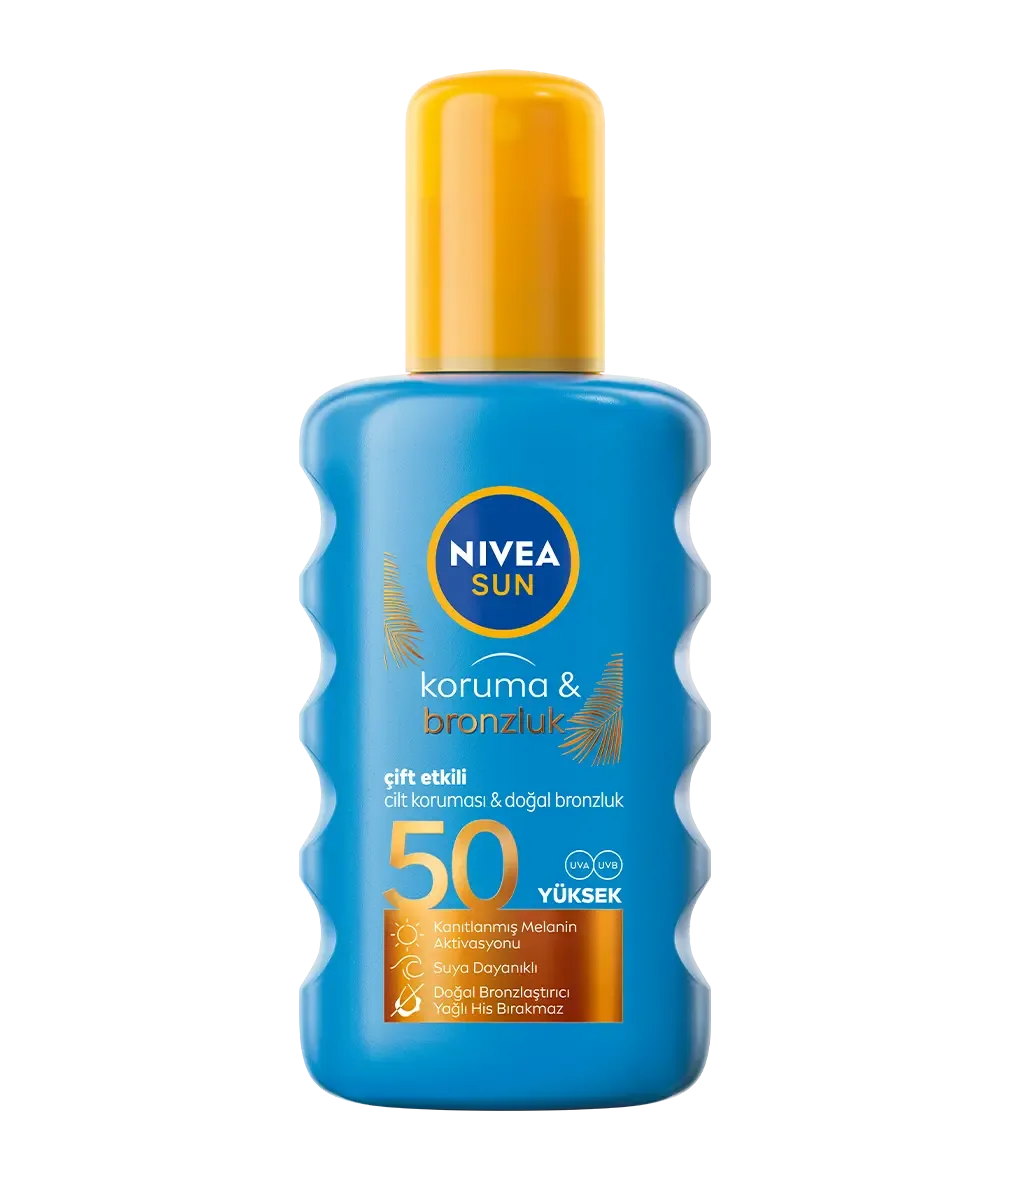 NIVEA
SUN
koruma &
bronzluk
çift etkili
cilt koruması & doğal bronzluk
50
UVA UVB
YÜKSEK
Kanıtlanmış Melanin
Aktivasyonu
Suya Dayanıklı
Doğal Bronzlaştırıcı
Yağlı His Bırakmaz